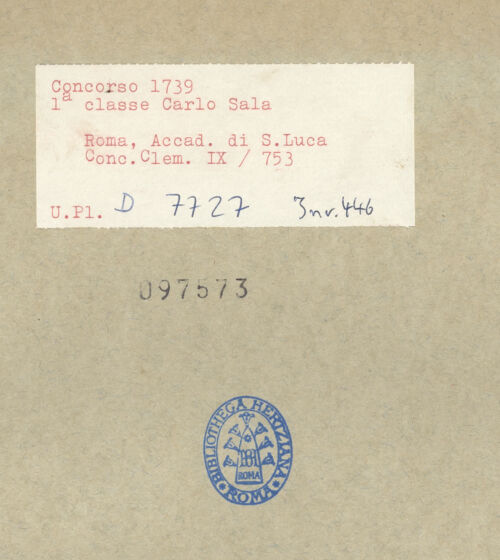 Concorso 1739
1a classe Carlo Sala
Roma, Accad. di S.Luca
Conc.Clem. IX / 753
U.Pl. D 7727 Inv.446
097573
BIBLIOTHECA HERTZIANA
ROMA
ROMA